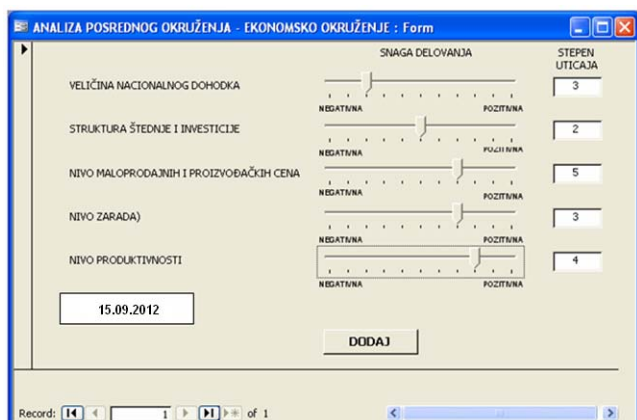 ANALIZA POSREDNOG OKRUŽENJA - EKONOMSKO OKRUŽENJE : Form
SNAGA DELOVANJA
STEPEN
UTICAJA
VELIČINA NACIONALNOG DOHODKA
3
NEGATIVNA POZITIVNA
STRUKTURA ŠTEDNJE I INVESTICIJE
2
NEGATIVNA POZITIVNA
NIVO MALOPRODAJNIH I PROIZVOĐAČKIH CENA
5
NEGATIVNA POZITIVNA
NIVO ZARADA)
3
NEGATIVNA POZITIVNA
NIVO PRODUKTIVNOSTI
4
NEGATIVNA POZITIVNA
15.09.2012
DODAJ
Record: 1 of 1